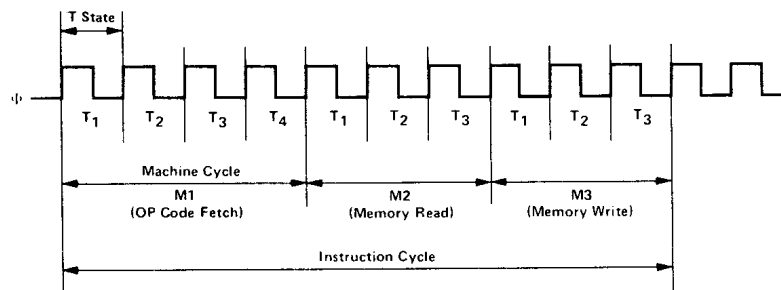 T State
Φ
T1 T2 T3 T4 T1 T2 T3 T1 T2 T3
Machine Cycle
M1 M2 M3
(OP Code Fetch) (Memory Read) (Memory Write)
Instruction Cycle